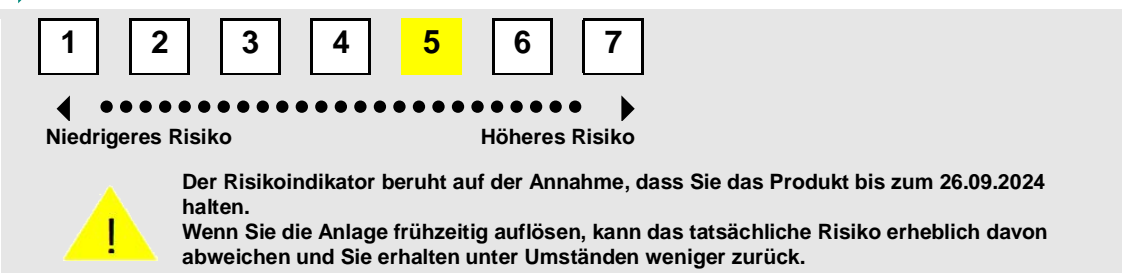 1 2 3 4 5 6 7
Niedrigeres Risiko Höheres Risiko
Der Risikoindikator beruht auf der Annahme, dass Sie das Produkt bis zum 26.09.2024
halten.
Wenn Sie die Anlage frühzeitig auflösen, kann das tatsächliche Risiko erheblich davon
! abweichen und Sie erhalten unter Umständen weniger zurück.